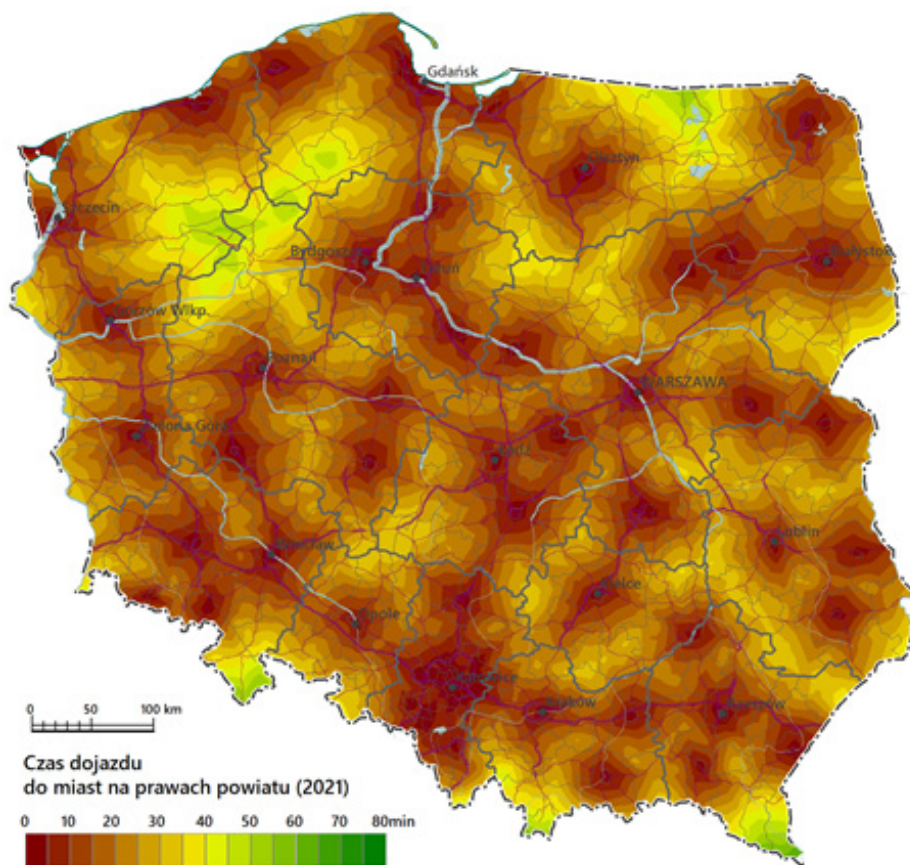 Gdańsk
Olsztyn
Szczecin
Bydgoszcz
Toruń
Białystok
Gorzów Wlkp.
Poznań
WARSZAWA
Zielona Góra
Łódź
Wrocław
Lublin
Kielce
Opole
Katowice
Kraków
Rzeszów
0 50 100 km
Czas dojazdu
do miast na prawach powiatu (2021)
0 10 20 30 40 50 60 70 80min